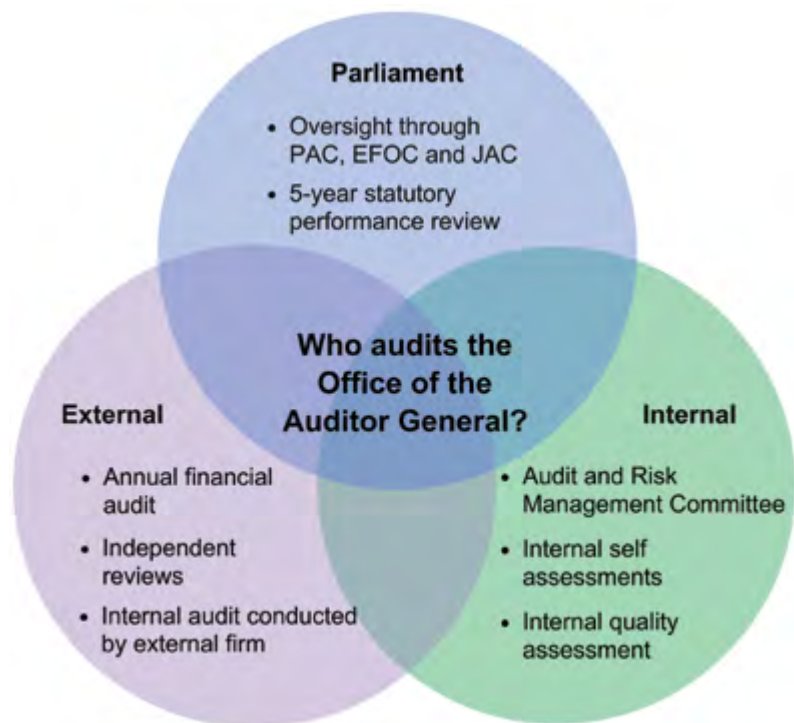 Parliament
• Oversight through
PAC, EFOC and JAC
• 5-year statutory
performance review
Who audits the
Office of the
Auditor General?
External
• Annual financial
audit
• Independent
reviews
• Internal audit conducted
by external firm
Internal
• Audit and Risk
Management Committee
• Internal self
assessments
• Internal quality
assessment